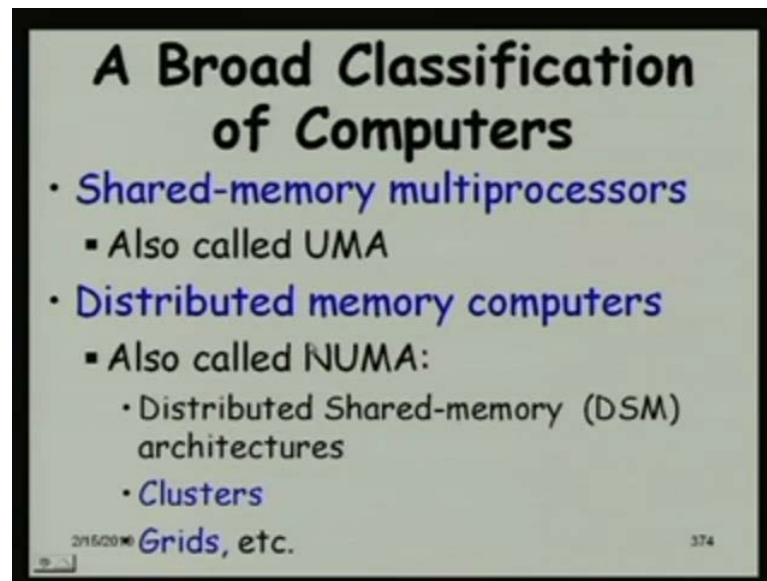 A Broad Classification
of Computers
• Shared-memory multiprocessors
▪ Also called UMA
• Distributed memory computers
▪ Also called NUMA:
• Distributed Shared-memory (DSM)
architectures
• Clusters
• Grids, etc.
374